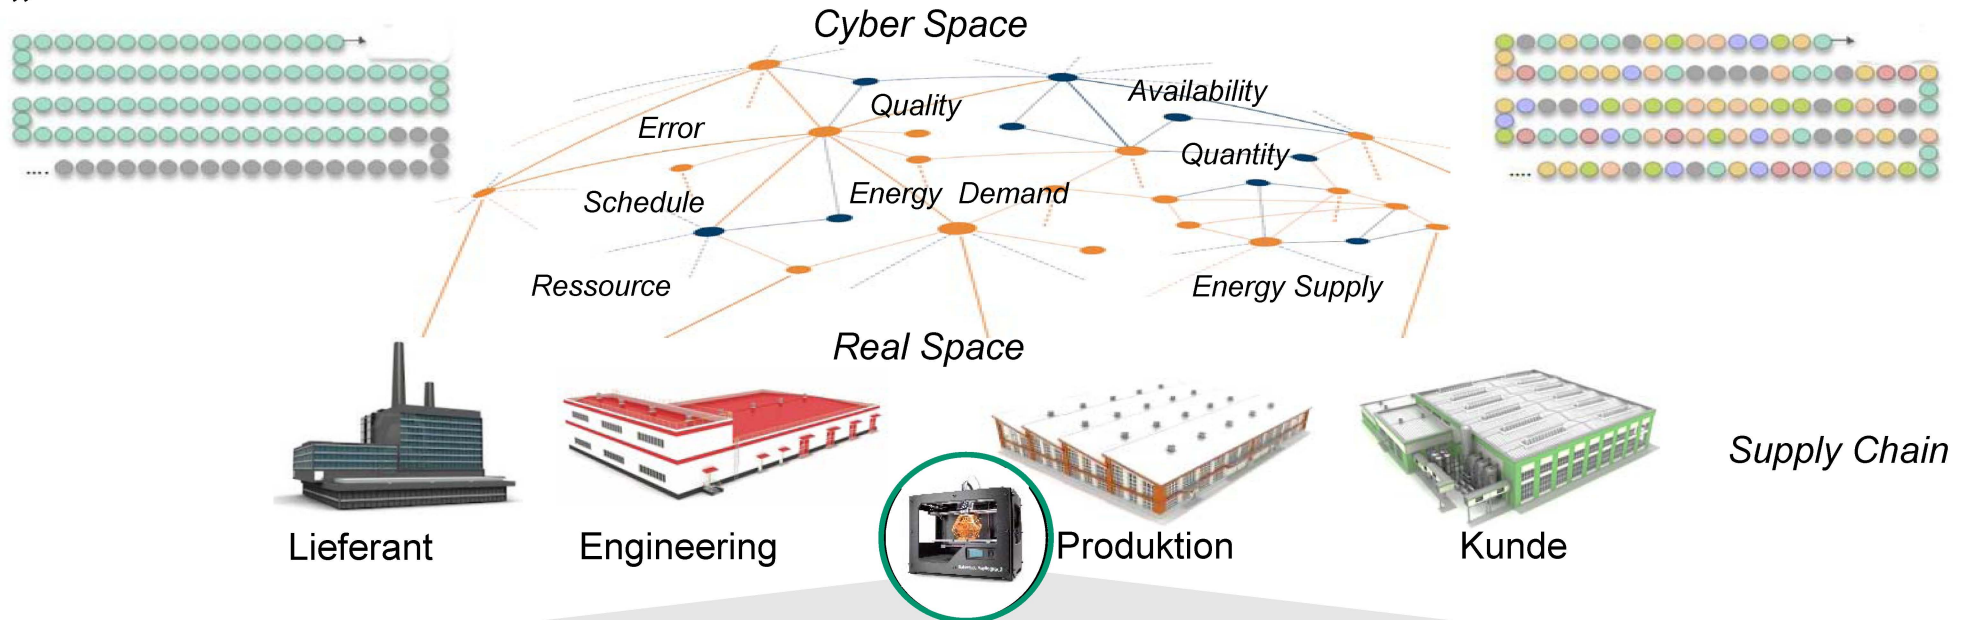 Cyber Space
Quality
Availability
Error
Quantity
Energy Demand
Schedule
Ressource
Energy Supply
Real Space
Supply Chain
Lieferant
Engineering
Produktion
Kunde
....
....